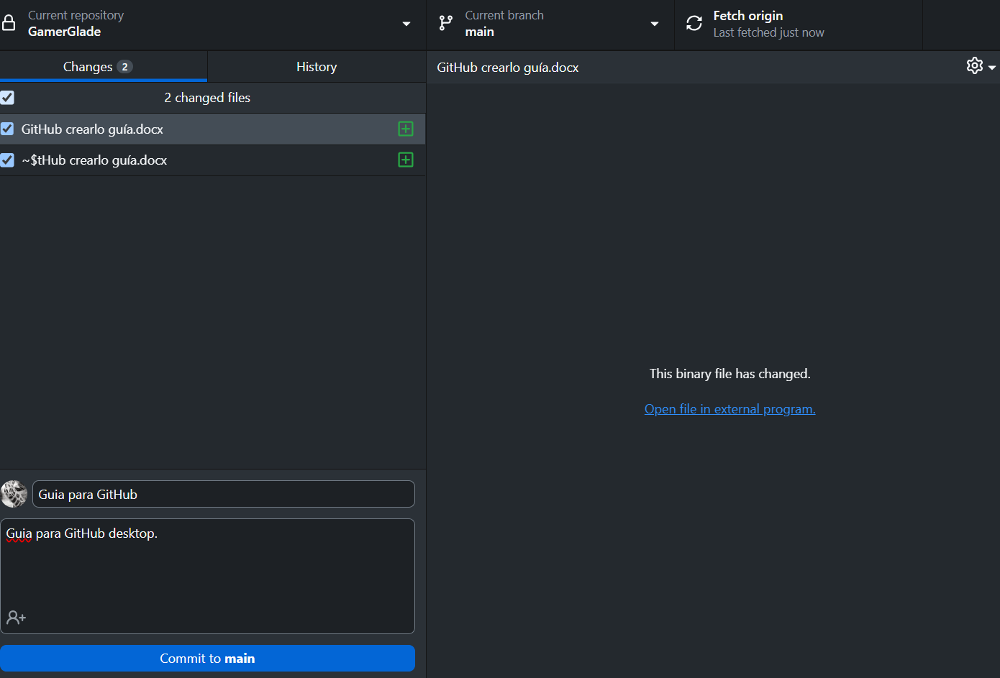 Current repository
GamerGlade
Current branch
main
Fetch origin
Last fetched just now
Changes 2
History
2 changed files
GitHub crearlo guía.docx
~$tHub crearlo guía.docx
Guia para GitHub
Guia para GitHub desktop.
Commit to main
GitHub crearlo guía.docx
This binary file has changed.
Open file in external program.